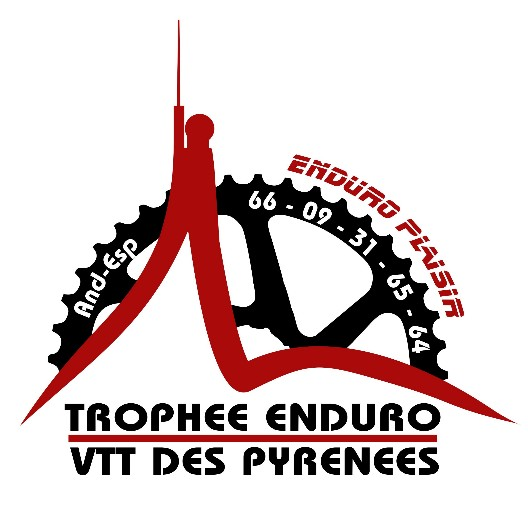 ENDURO PLAISIR
And-Esp
66 - 09 - 31 - 65 - 64
TROPHEE ENDURO
VTT DES PYRENEES